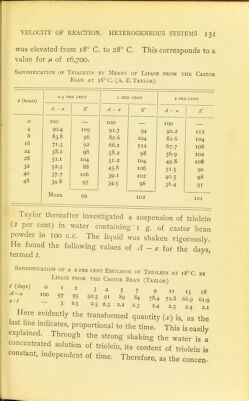 VELOCITY OF REACTION. HETEROGENEOUS SYSTEMS 131
was elevated from 18° C. to 28° C. This corresponds to a
value for μ of 16,700.
SAPONIFICATION OF TRIACETIN BY MEANS OF LIPASE FROM THE CASTOR
BEAN AT 18° C. (A. E. TAYLOR)
t (hours) 0.5 PER CENT 1 PER CENT 2 PER CENT
A – x K A – x K A – x K
0 100 — 100 — 100 —
4 90.4 109 91.7 94 90.2 112
8 83.8 96 82.6 104 82.6 104
16 71.3 92 66.2 112 67.7 106
24 58.2 98 58.2 98 56.9 102
28 51.1 104 51.2 104 49.8 108
32 52.3 88 45.8 106 51.5 90
40 37.7 106 39.1 102 40.5 98
48 34.8 97 34.5 96 36.4 91
MEAN 99 102 101
Taylor thereafter investigated a suspension of triolein
(2 per cent) in water containing 1 g. of castor bean
powder in 100 c.c. The liquid was shaken vigorously.
He found the following values of A – x for the days,
termed t.
SAPONIFICATION OF A 2 PER CENT EMULSION OF TRIOLEIN AT 18° C. BY
LIPASE FROM THE CASTOR BEAN (TAYLOR)
t (days) 0 1 2 3 4 5 7 9 11 15 18
A – x 100 97 95 92.3 91 89 84 78.4 72.8 66.9 61.9
x : t — 3 2.5 2.5 2.3 2.2 2.3 2.4 2.5 2.4 2.1
Here evidently the transformed quantity (x) is, as the
last line indicates, proportional to the time. This is easily
explained. Through the strong shaking the water is a
concentrated solution of triolein, its content of triolein is
constant, independent of time. Therefore, as the concen-